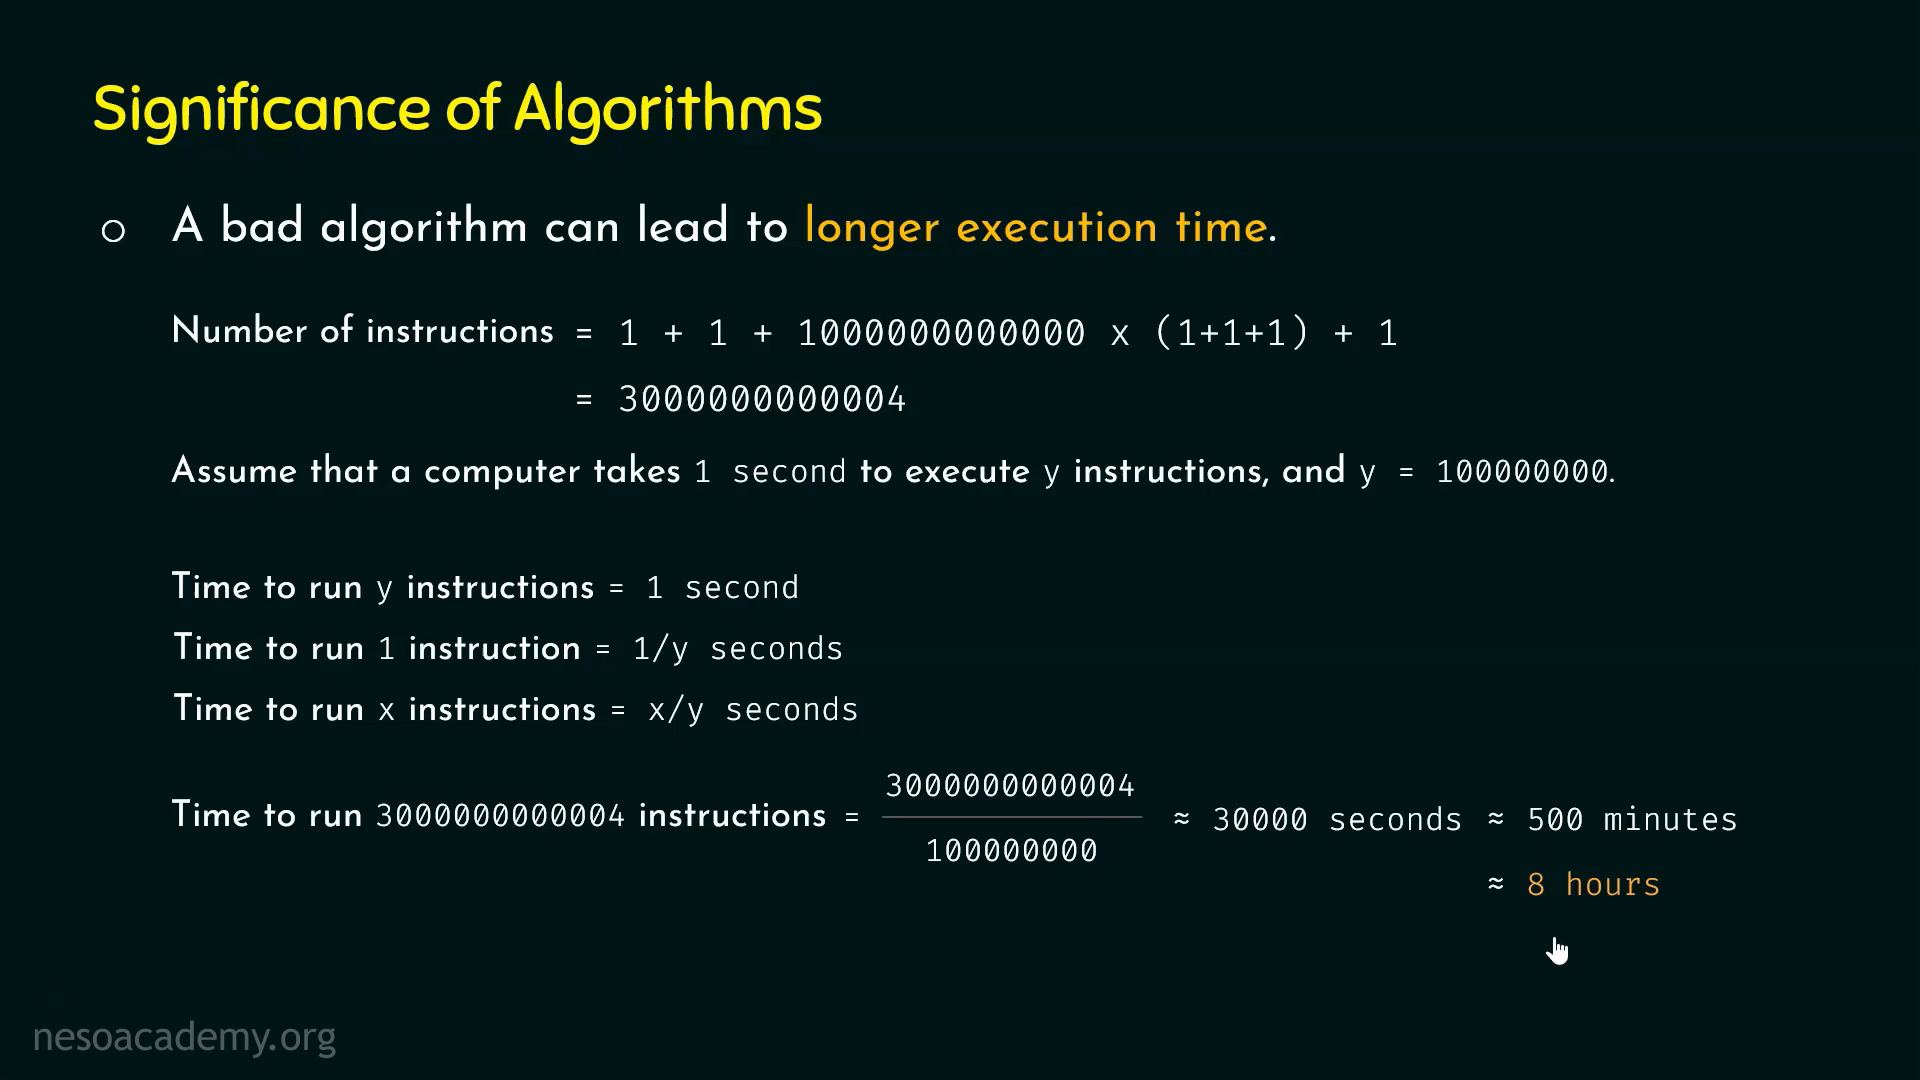 Significance of Algorithms
○ A bad algorithm can lead to longer execution time.
Number of instructions = 1 + 1 + 1000000000000 x (1+1+1) + 1
= 3000000000004
Assume that a computer takes 1 second to execute y instructions, and y = 100000000.
Time to run y instructions = 1 second
Time to run 1 instruction = 1/y seconds
Time to run x instructions = x/y seconds
Time to run 3000000000004 instructions = 3000000000004
100000000
≈ 30000 seconds ≈ 500 minutes
≈ 8 hours
nesoacademy.org